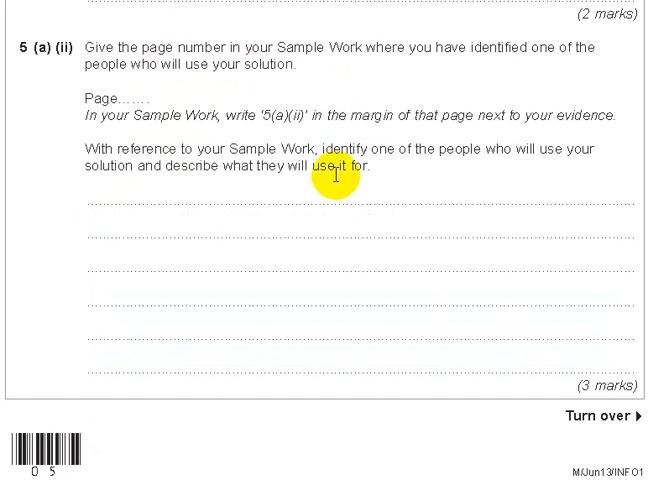 (2 marks)
5 (a) (ii) Give the page number in your Sample Work where you have identified one of the
people who will use your solution.
Page.......
In your Sample Work, write '5(a)(ii)' in the margin of that page next to your evidence.
With reference to your Sample Work, identify one of the people who will use your
solution and describe what they will use it for.
(3 marks)
Turn over
0 5
M/Jun13/INFO1